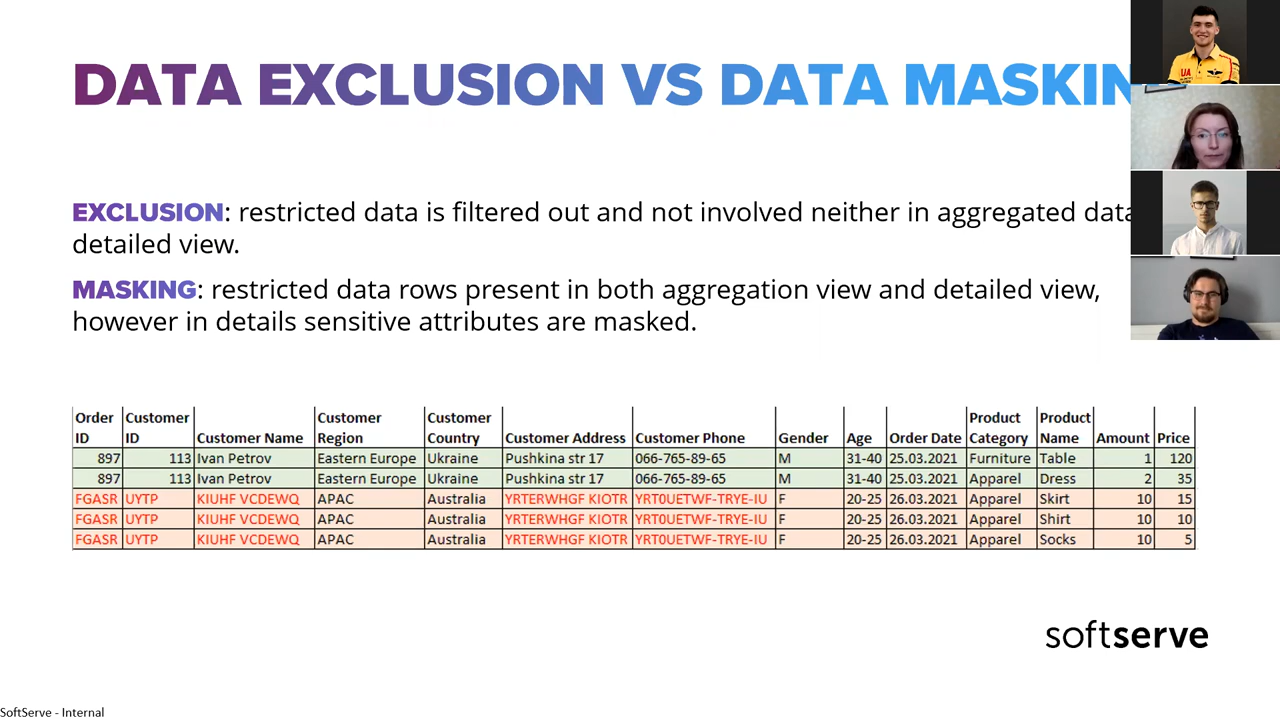 DATA EXCLUSION VS DATA MASKIN
EXCLUSION: restricted data is filtered out and not involved neither in aggregated data
detailed view.
MASKING: restricted data rows present in both aggregation view and detailed view,
however in details sensitive attributes are masked.
Order ID Customer ID Customer Name Customer Region Customer Country Customer Address Customer Phone Gender Age Order Date Product Category Product Name Amount Price
897 113 Ivan Petrov Eastern Europe Ukraine Pushkina str 17 066-765-89-65 M 31-40 25.03.2021 Furniture Table 1 120
897 113 Ivan Petrov Eastern Europe Ukraine Pushkina str 17 066-765-89-65 M 31-40 25.03.2021 Apparel Dress 2 35
FGASR UYTP KIUHF VCDEWQ APAC Australia YRTERWHGF KIOTR YRT0UETWF-TRYE-IU F 20-25 26.03.2021 Apparel Skirt 10 15
FGASR UYTP KIUHF VCDEWQ APAC Australia YRTERWHGF KIOTR YRT0UETWF-TRYE-IU F 20-25 26.03.2021 Apparel Shirt 10 10
FGASR UYTP KIUHF VCDEWQ APAC Australia YRTERWHGF KIOTR YRT0UETWF-TRYE-IU F 20-25 26.03.2021 Apparel Socks 10 5
softserve
SoftServe - Internal
UA